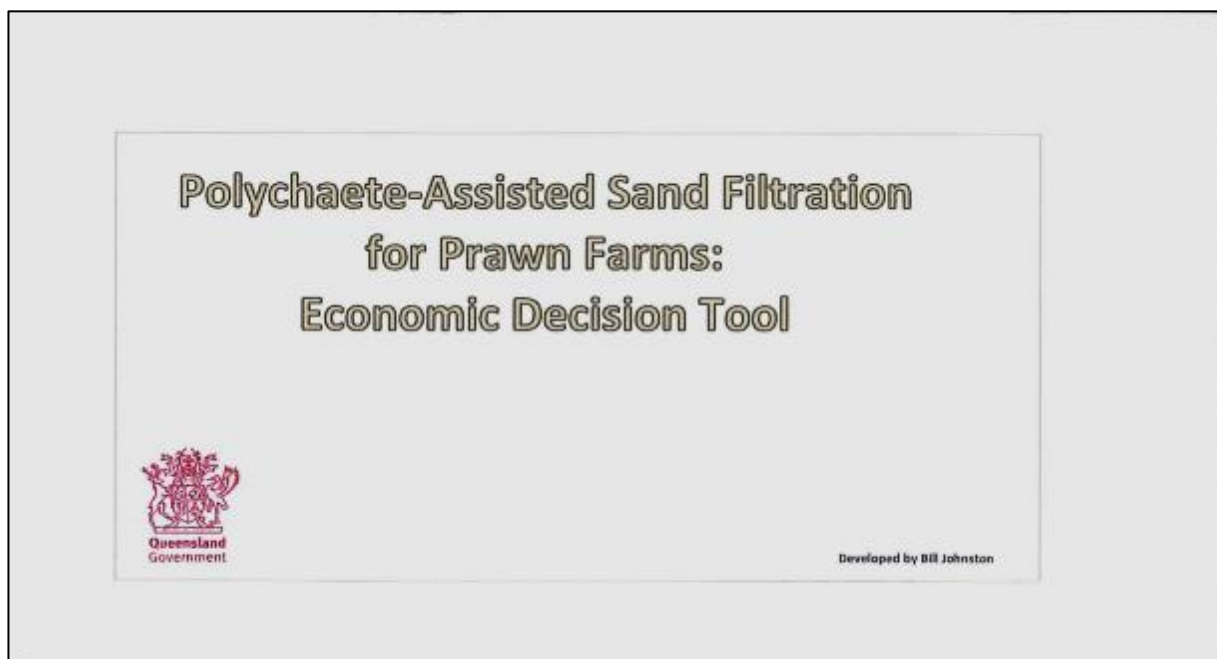 Polychaete-Assisted Sand Filtration
for Prawn Farms:
Economic Decision Tool
Queensland
Government
Developed by Bill Johnston